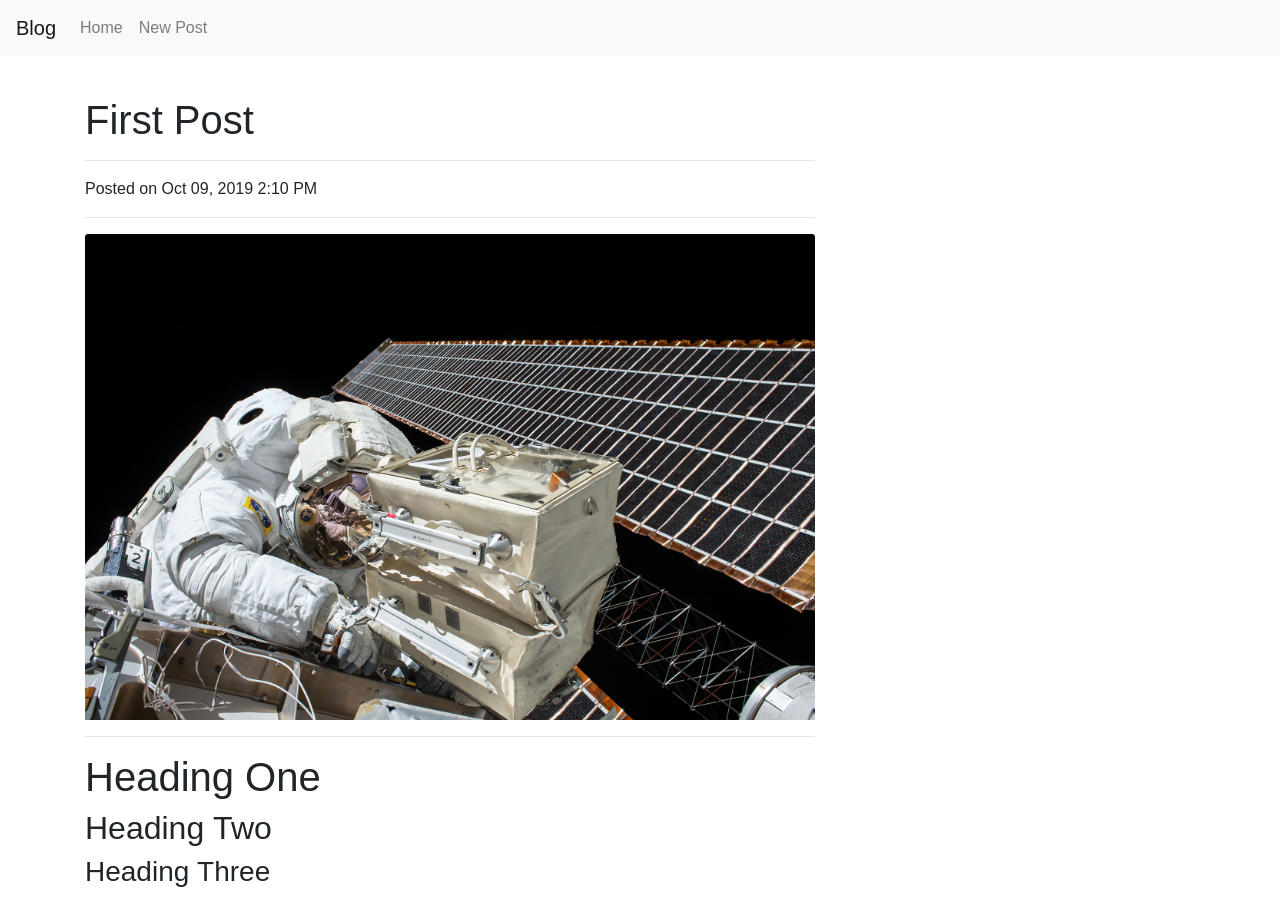 Blog Home New Post
First Post
Posted on Oct 09, 2019 2:10 PM
2
Heading One
Heading Two
Heading Three